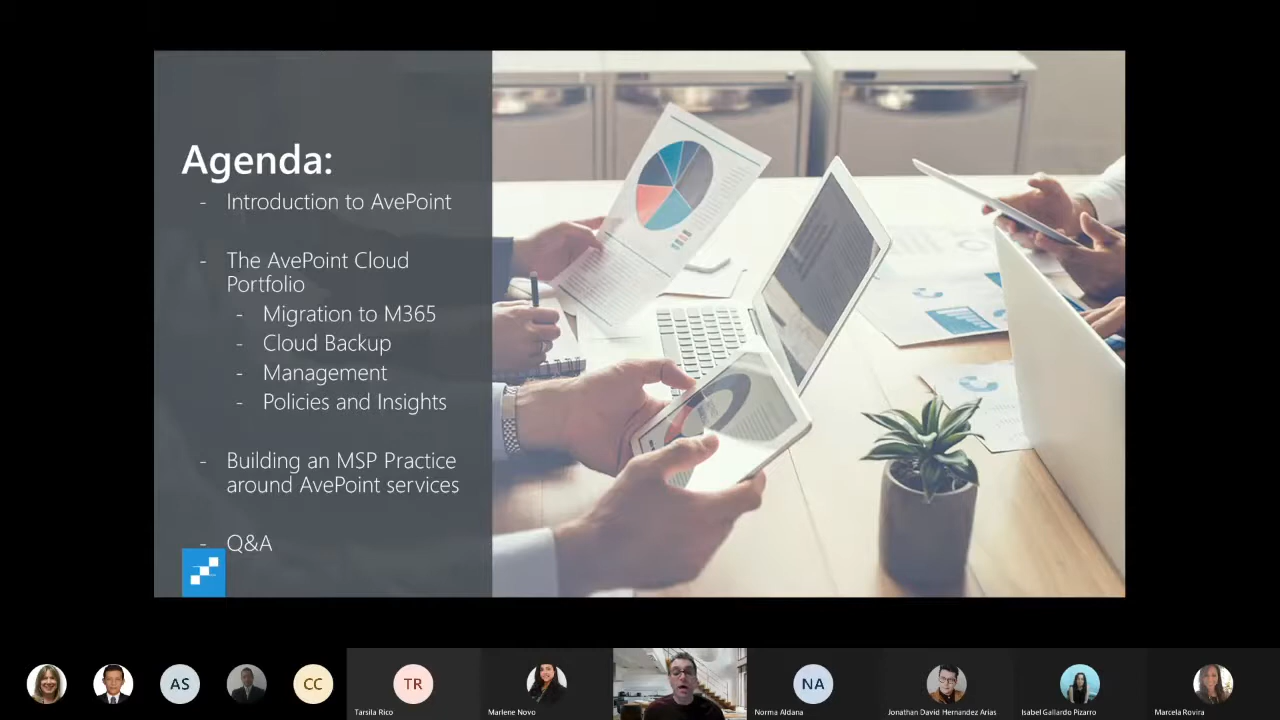 Agenda:
- Introduction to AvePoint
- The AvePoint Cloud
Portfolio
- Migration to M365
- Cloud Backup
- Management
- Policies and Insights
- Building an MSP Practice
around AvePoint services
- Q&A
AS
CC
TR
NA
Tarsila Rico
Marlene Novo
Norma Aldana
Jonathan David Hernandez Arias
Isabel Gallardo Pizarro
Marcela Rovira